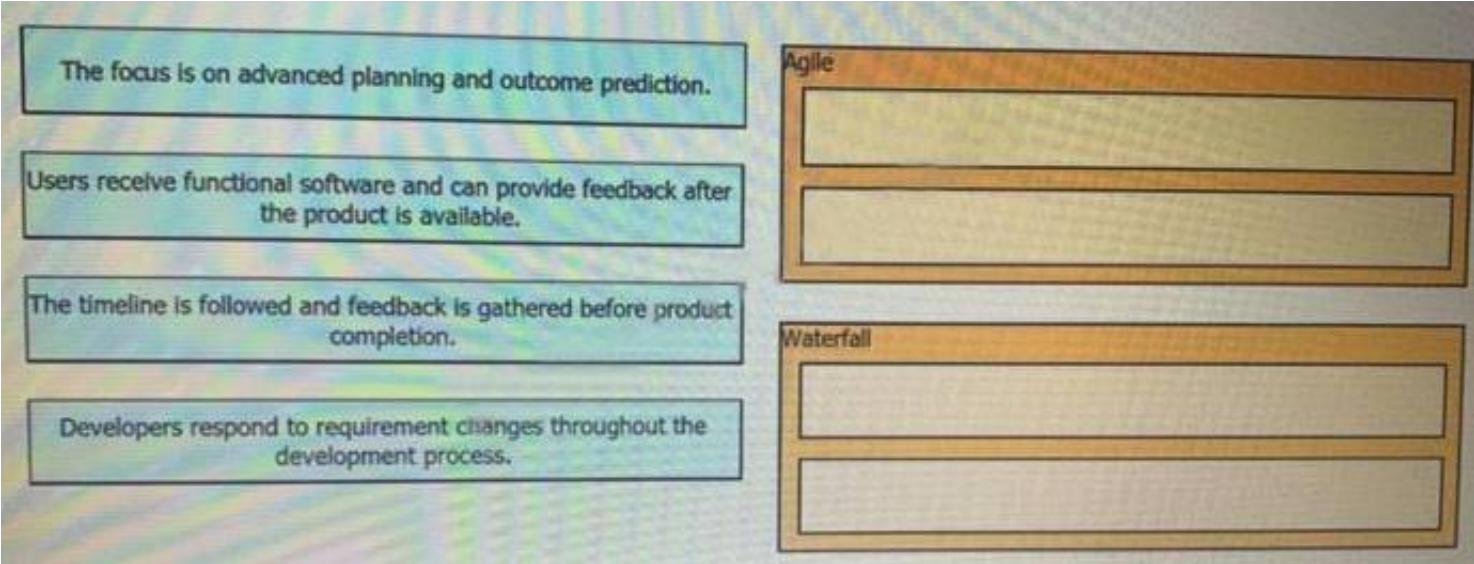 The focus is on advanced planning and outcome prediction.
Users receive functional software and can provide feedback after
the product is available.
The timeline is followed and feedback is gathered before product
completion.
Developers respond to requirement changes throughout the
development process.
Agile
Waterfall